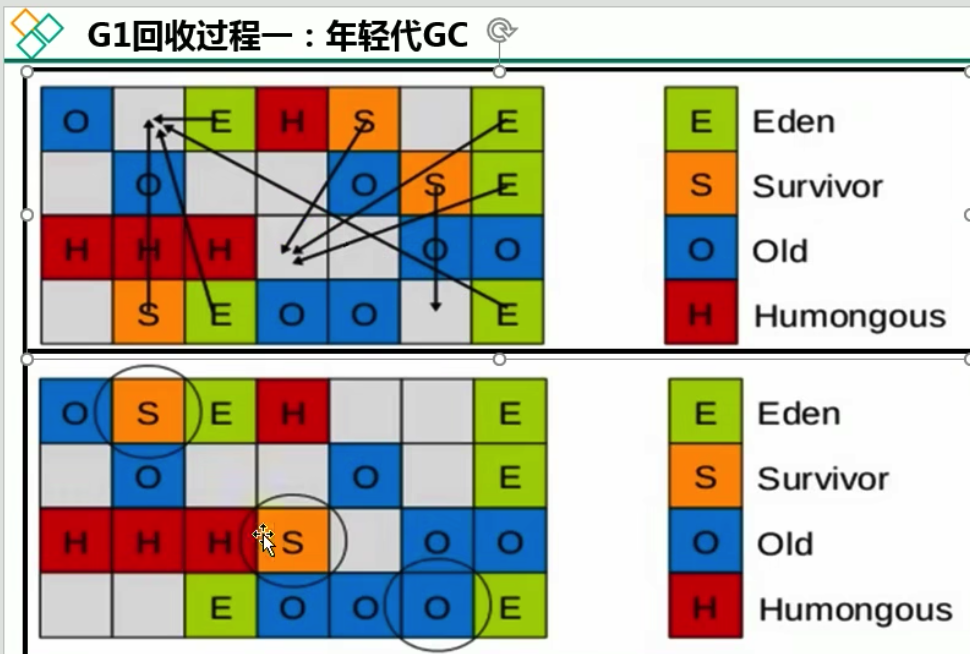 G1回收过程一：年轻代GC
O E H S E
E Eden
O O S E
S Survivor
H H H O O
O Old
S E O O E
H Humongous
O S E H E
E Eden
O O E
S Survivor
H H H S O O
O Old
E O O O E
H Humongous